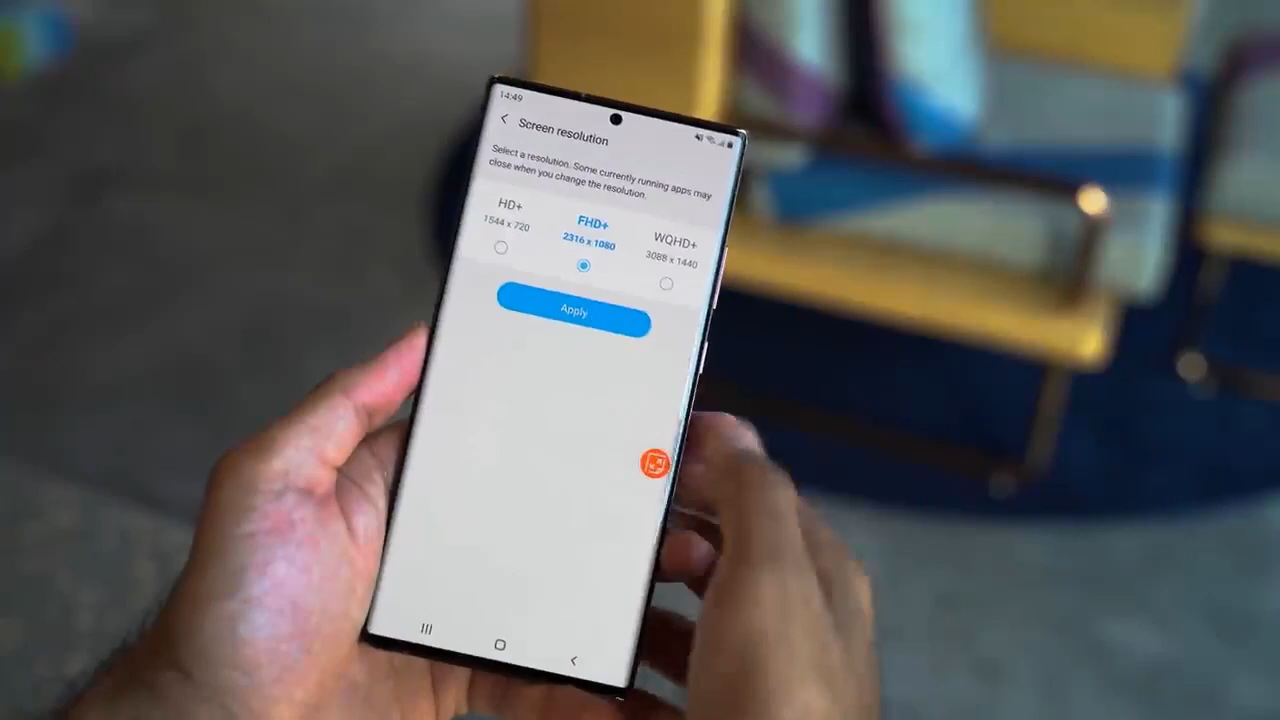 14:49
Screen resolution
Select a resolution. Some currently running apps may
close when you change the resolution.
HD+
1544 x 720
FHD+
2316 x 1080
WQHD+
3088 x 1440
Apply